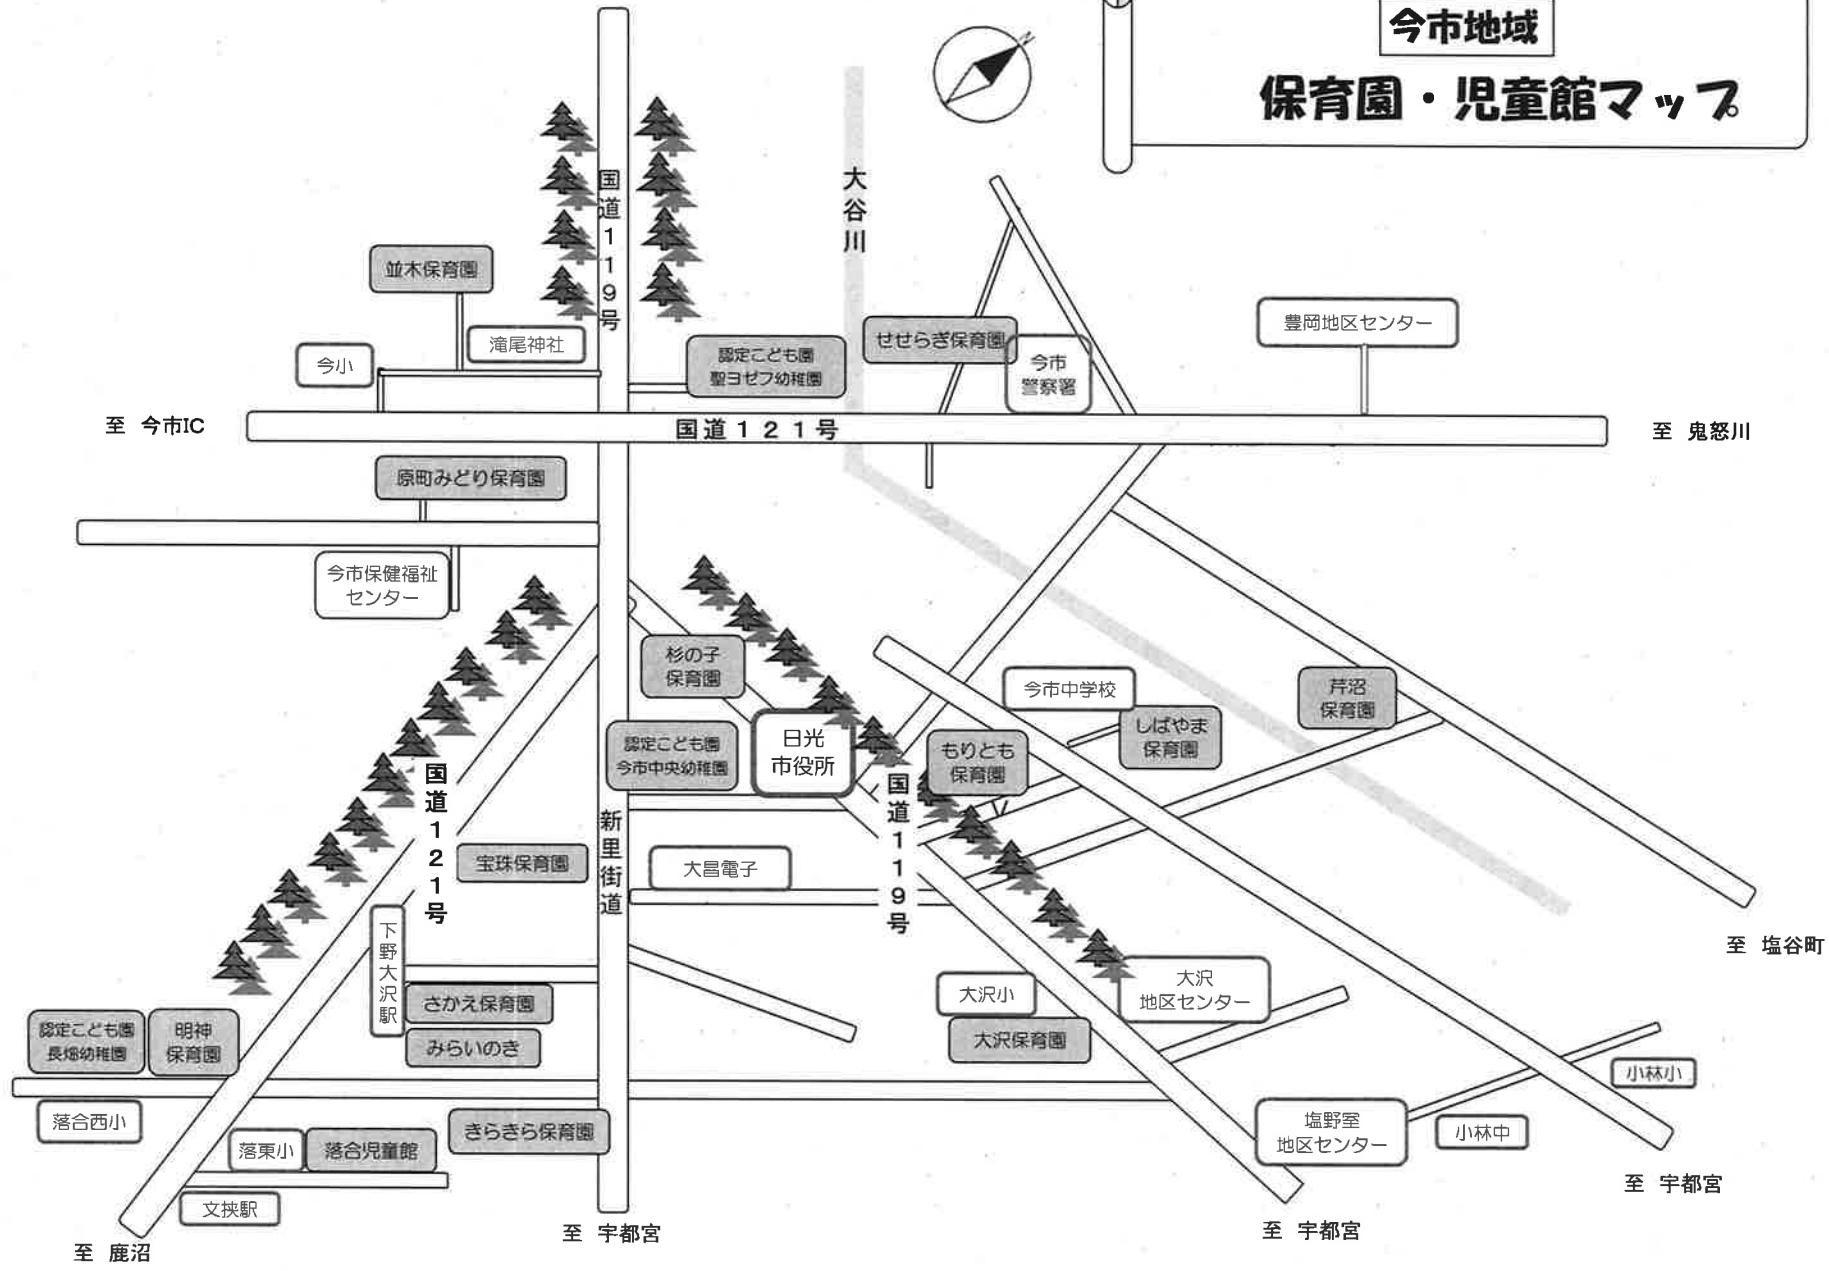 今市地域
保育園・児童館マップ
N
大谷川
国道119号
並木保育園
滝尾神社
今小
認定こども園
聖ヨゼフ幼稚園
せせらぎ保育園
今市
警察署
豊岡地区センター
至 今市IC
国道121号
至 鬼怒川
原町みどり保育園
今市保健福祉
センター
杉の子
保育園
今市中学校
芹沼
保育園
しばやま
保育園
認定こども園
今市中央幼稚園
日光
市役所
もりとも
保育園
国道121号
国道119号
新里街道
宝珠保育園
大昌電子
下野大沢駅
至 塩谷町
さかえ保育園
みらいのき
大沢小
大沢保育園
大沢
地区センター
認定こども園
長畑幼稚園
明神
保育園
落合西小
きらきら保育園
落東小
落合児童館
文挟駅
小林小
塩野室
地区センター
小林中
至 宇都宮
至 宇都宮
至 宇都宮
至 鹿沼